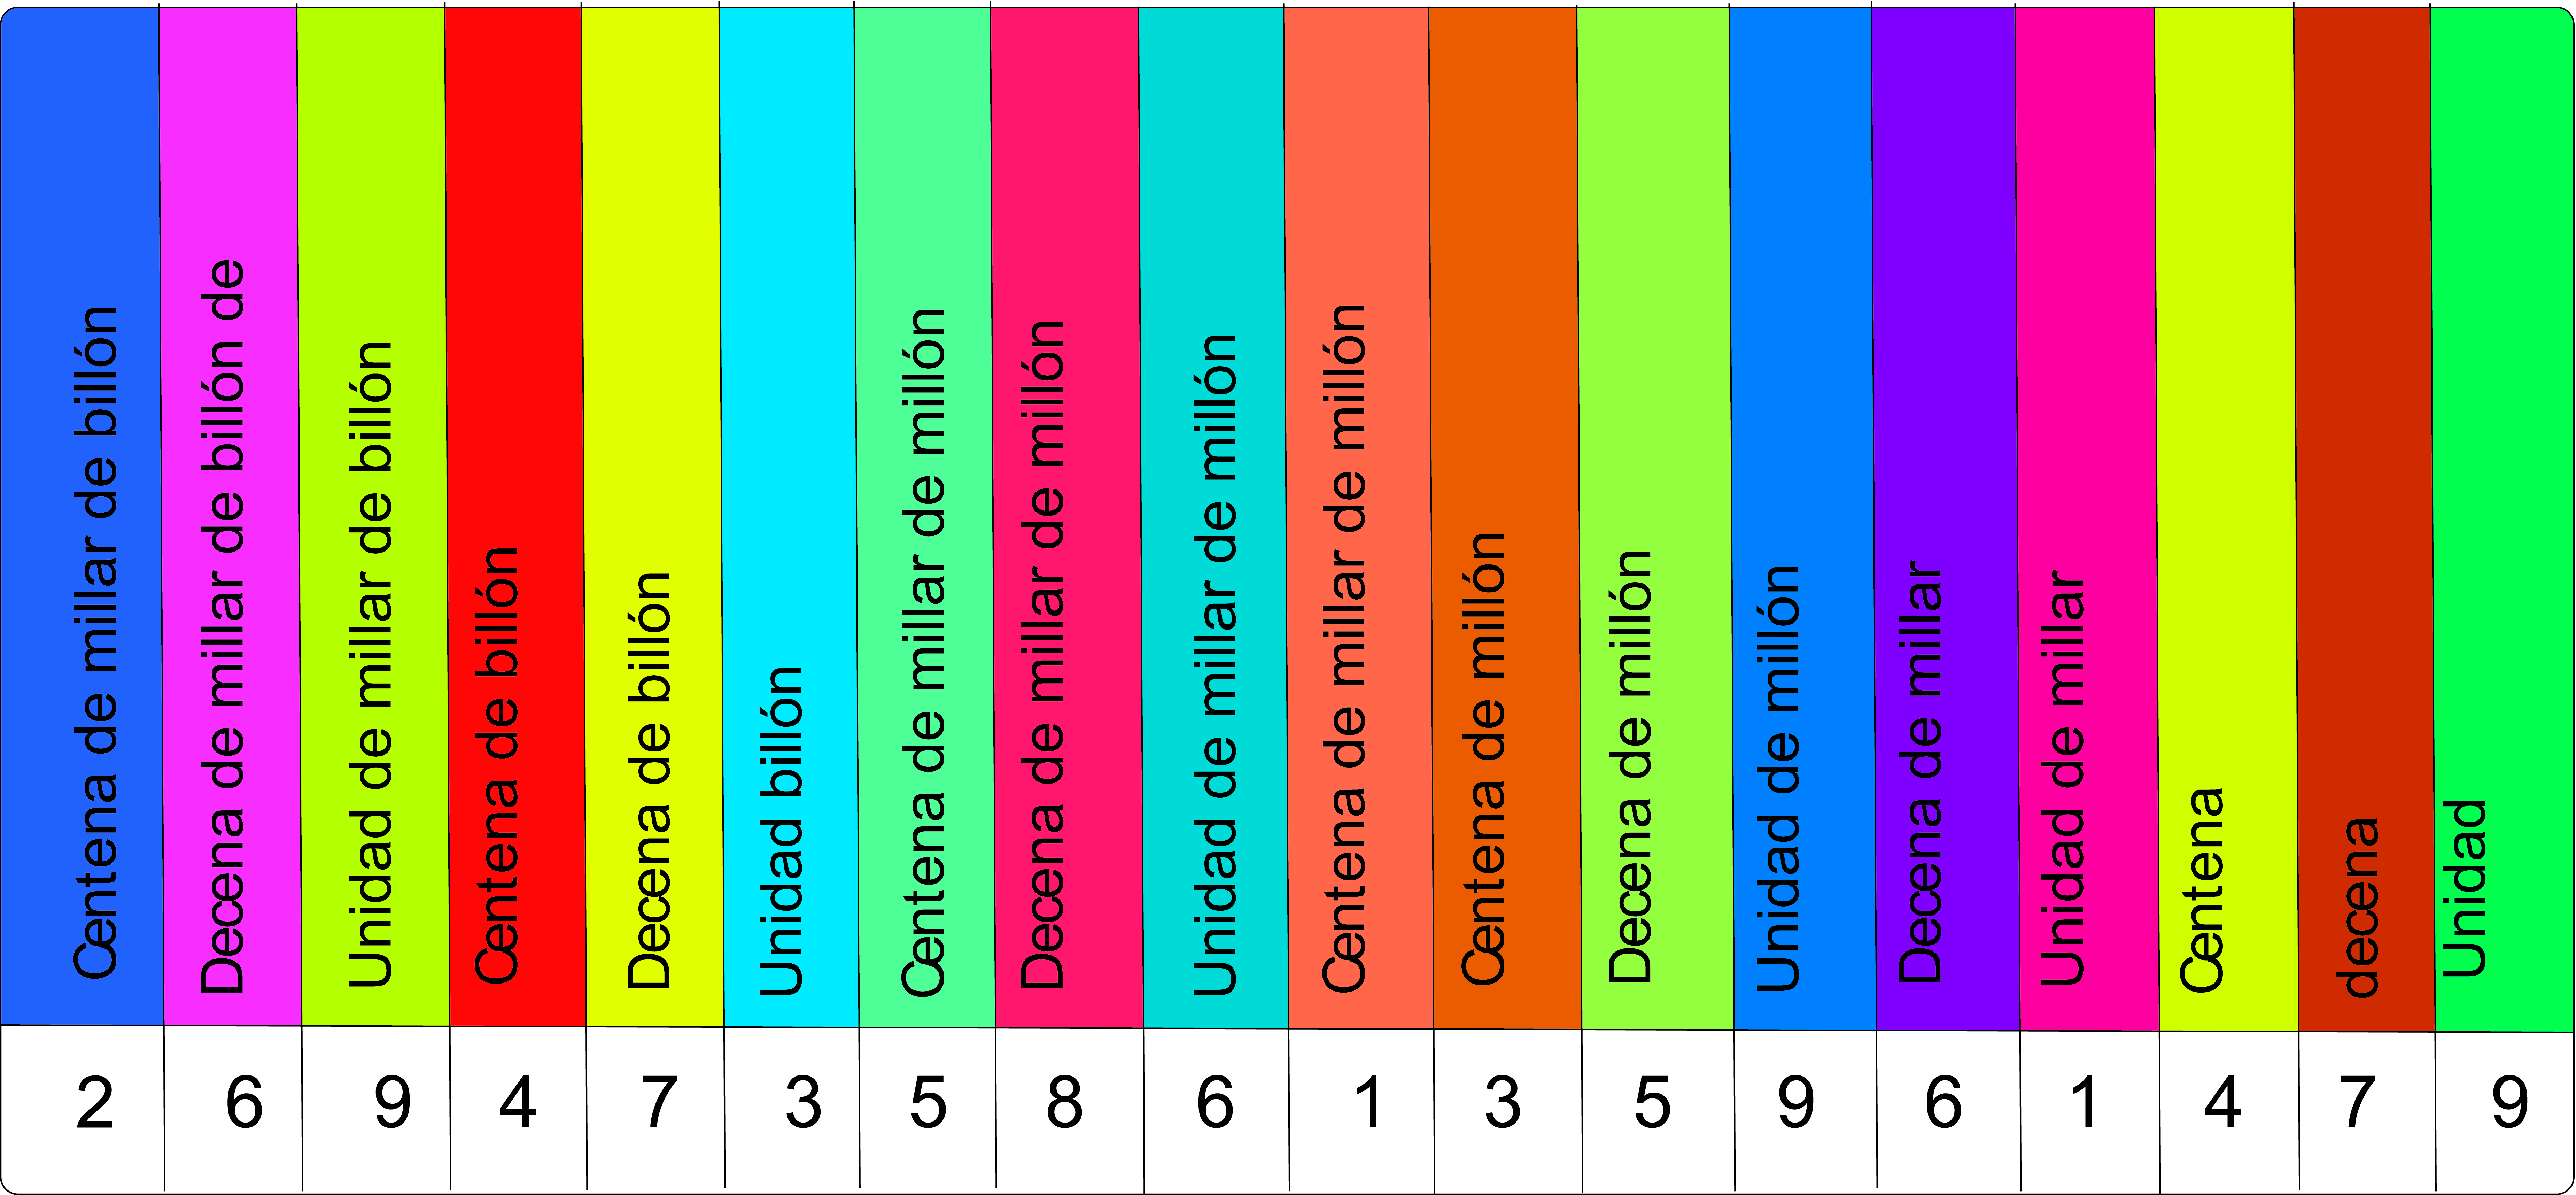 Centena de millar de billón
Decena de millar de billón de
Unidad de millar de billón
Centena de billón
Decena de billón
Unidad billón
Centena de millar de millón
Decena de millar de millón
Unidad de millar de millón
Centena de millar de millón
Centena de millón
Decena de millón
Unidad de millón
Decena de millar
Unidad de millar
Centena
decena
Unidad
2 6 9 4 7 3 5 8 6 1 3 5 9 6 1 4 7 9